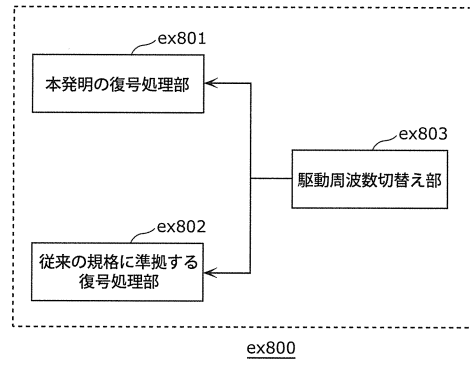 ex801
本発明の復号処理部
ex803
駆動周波数切替え部
ex802
従来の規格に準拠する
復号処理部
ex800